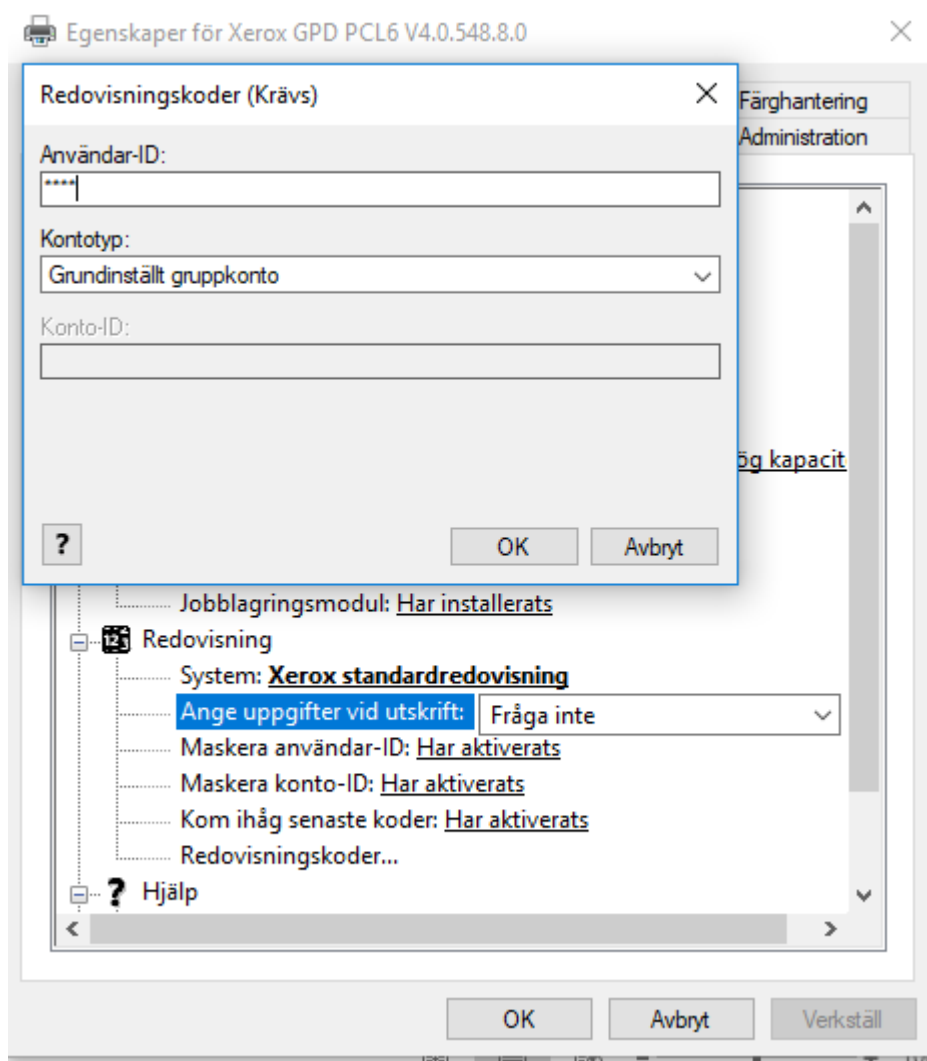 Egenskaper för Xerox GPD PCL6 V4.0.548.8.0
Redovisningskoder (Krävs)
Färghantering
Administration
Användar-ID:
****
Kontotyp:
Grundinställt gruppkonto
Konto-ID:
ög kapacit
?
OK
Avbryt
Jobblagringsmodul: Har installerats
123 Redovisning
System: Xerox standardredovisning
Ange uppgifter vid utskrift: Fråga inte
Maskera användar-ID: Har aktiverats
Maskera konto-ID: Har aktiverats
Kom ihåg senaste koder: Har aktiverats
Redovisningskoder...
? Hjälp
OK
Avbryt
Verkställ